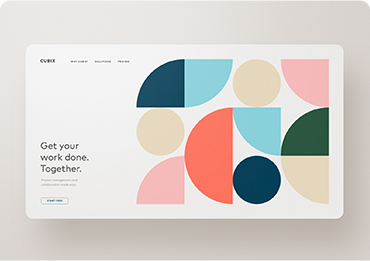 CUBIX
WHY CUBIX? SOLUTIONS PRICING
Get your
work done.
Together.
Project management and
collaboration made easy.
START FREE